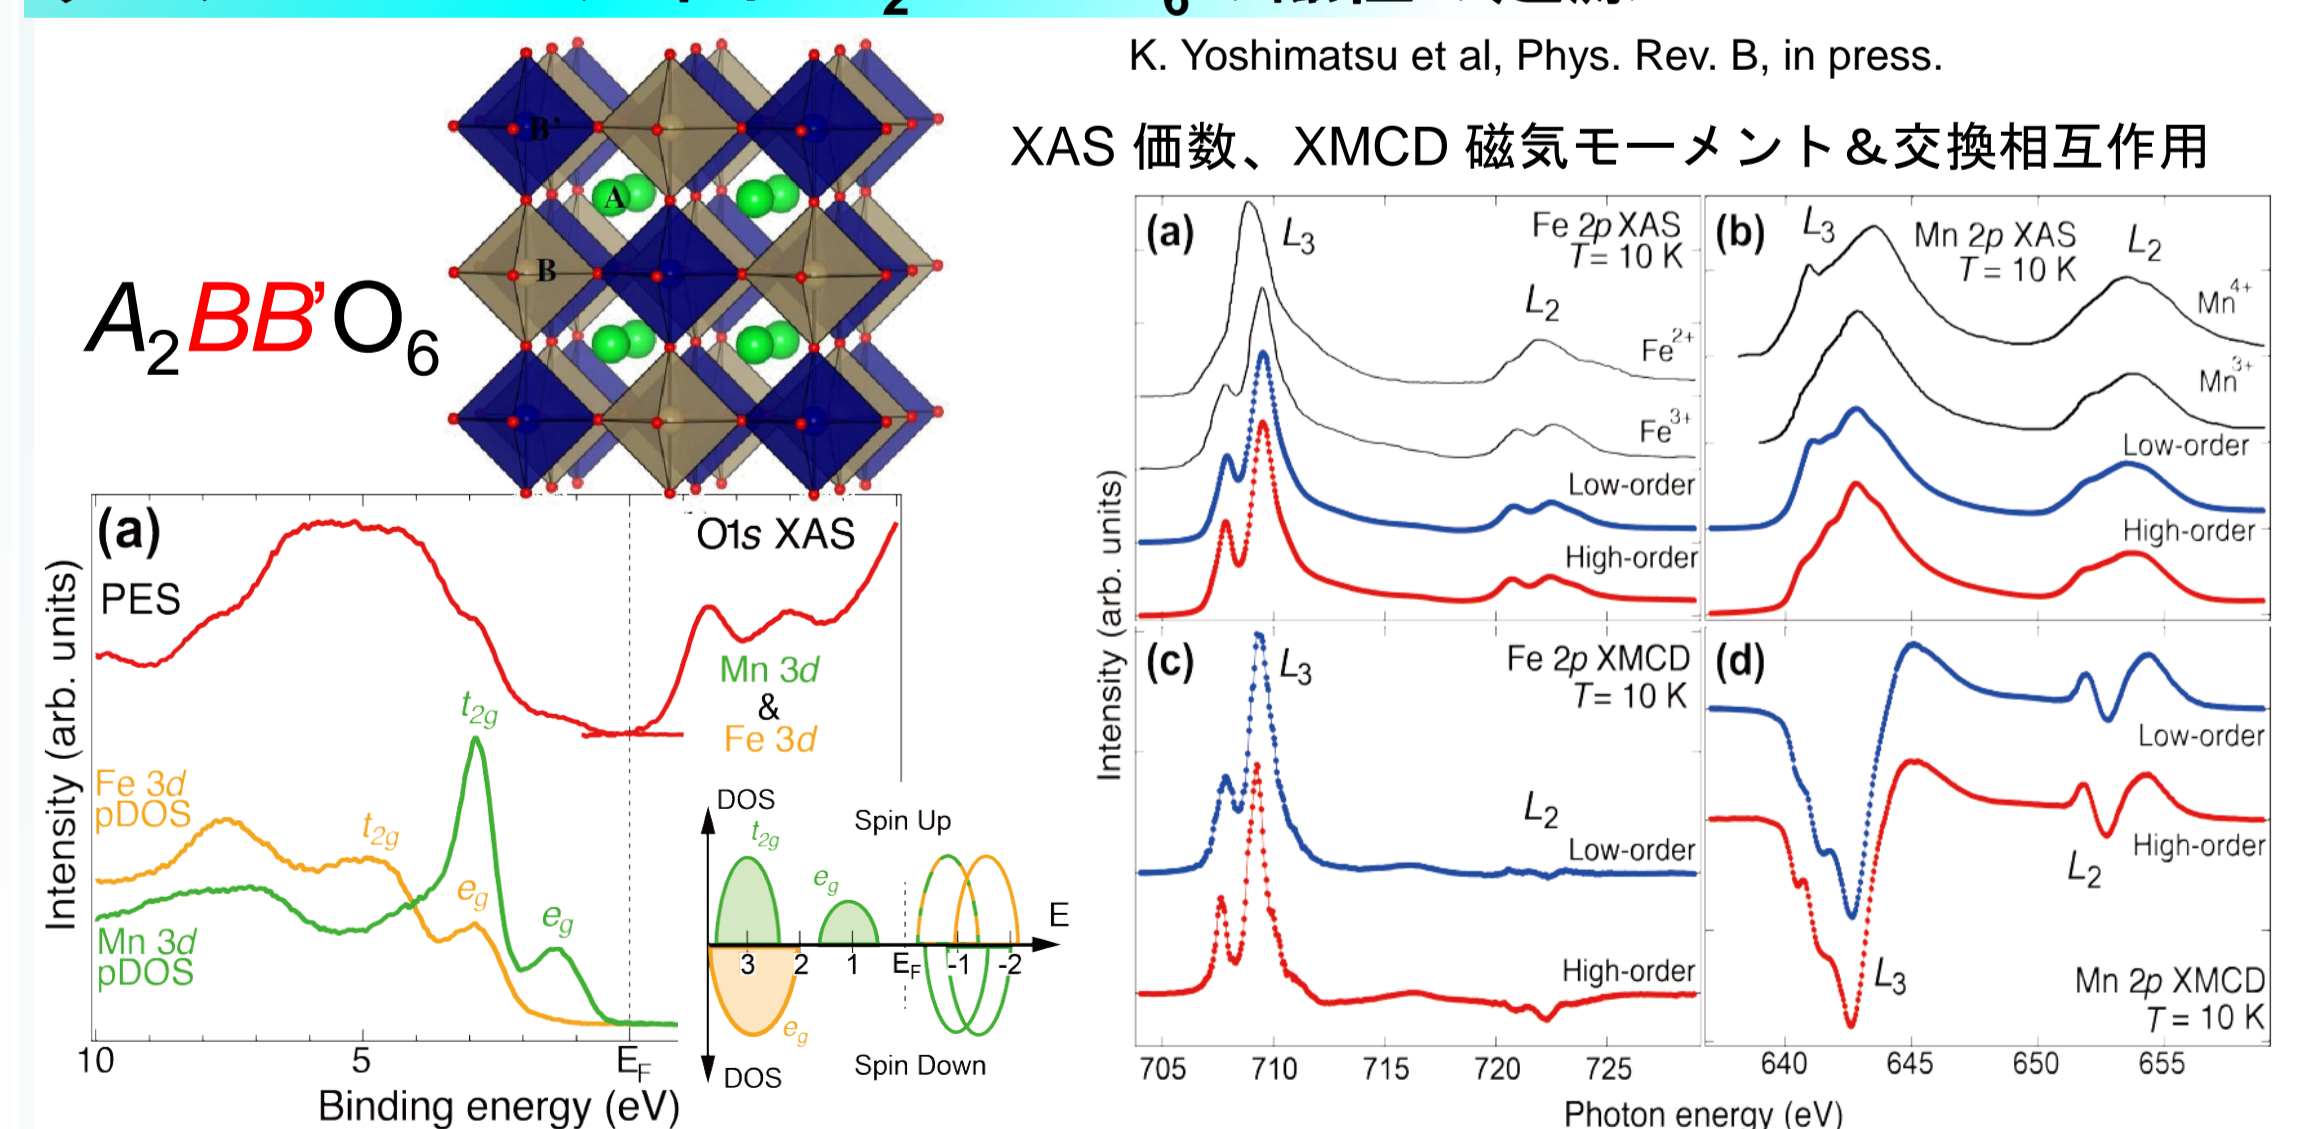 K. Yoshimatsu et al, Phys. Rev. B, in press.
XAS 価数、XMCD 磁気モーメント＆交換相互作用
A2BB’O6
B'
A
B
(a)
PES
O1s XAS
Mn 3d
&
Fe 3d
t2g
Fe 3d
pDOS
t2g
eg
eg
Mn 3d
pDOS
Intensity (arb. units)
10
5
EF
Binding energy (eV)
DOS
t2g
eg
Spin Up
E
3
2
1
EF
-1
-2
eg
Spin Down
DOS
(a)
L3
Fe 2p XAS
T= 10 K
L2
Fe2+
Fe3+
Low-order
High-order
(b)
L3
Mn 2p XAS
T= 10 K
L2
Mn4+
Mn3+
Low-order
High-order
(c)
L3
Fe 2p XMCD
T= 10 K
L2
Low-order
High-order
(d)
Low-order
High-order
L2
L3
Mn 2p XMCD
T= 10 K
Intensity (arb. units)
705
710
715
720
725
640
645
650
655
Photon energy (eV)